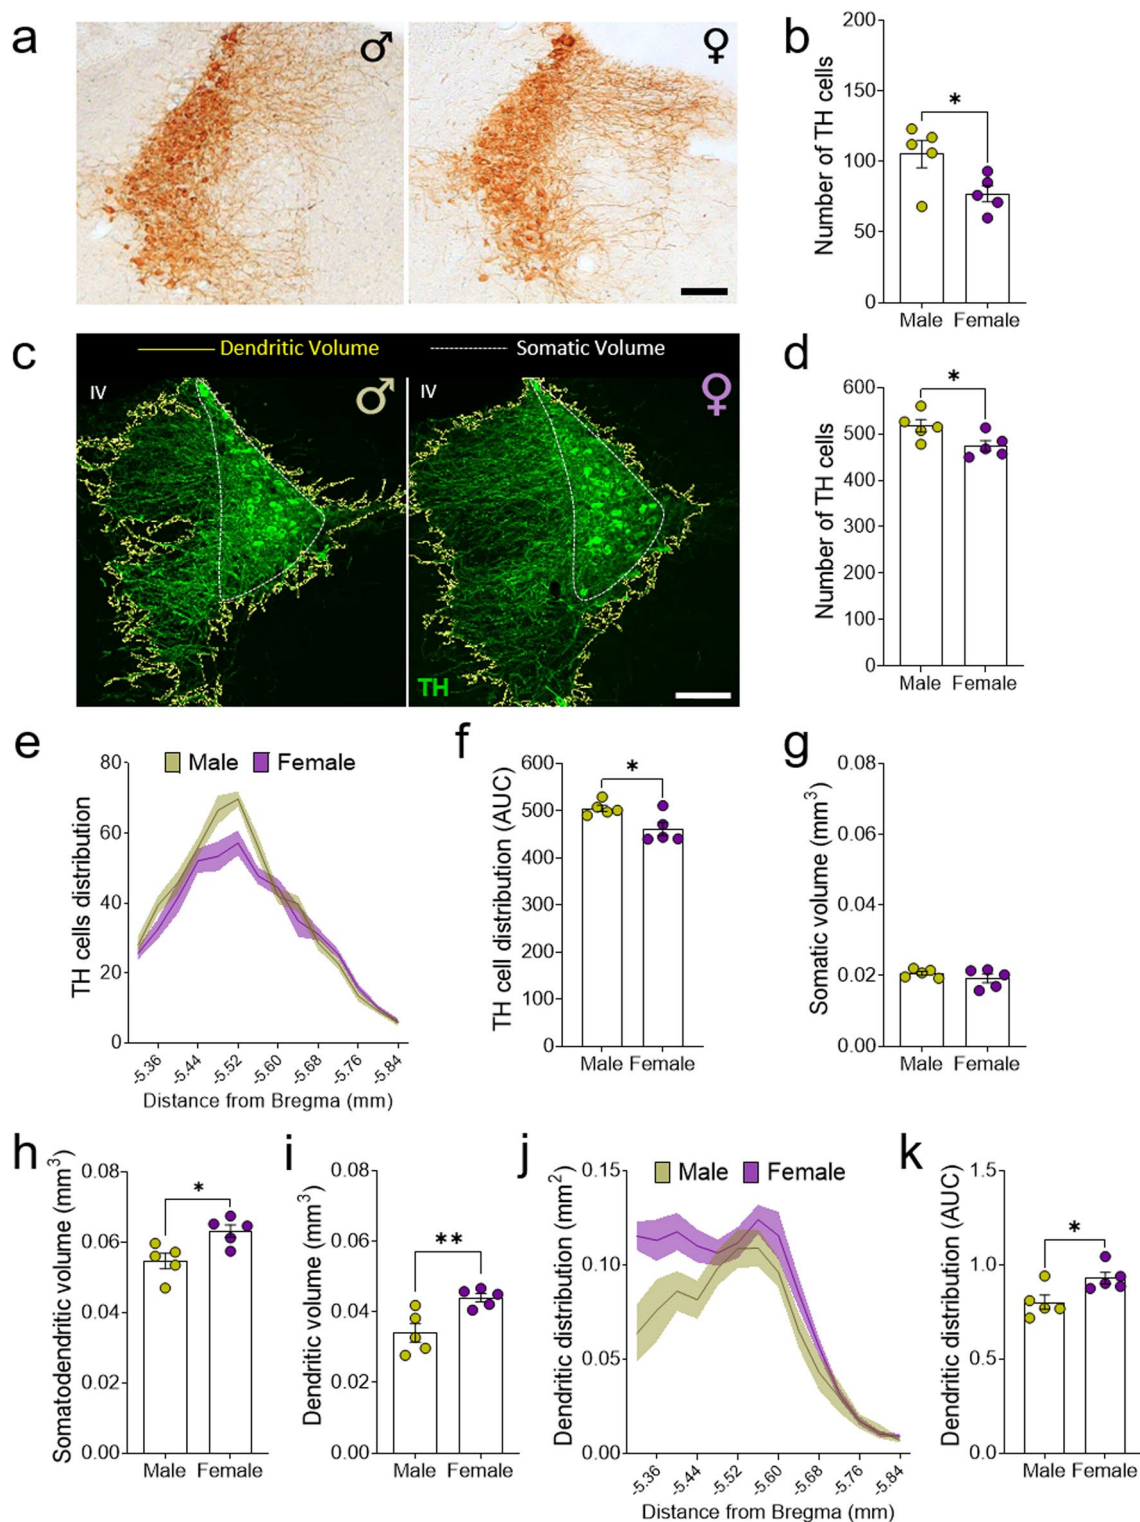 a
♂
♀
b
Number of TH cells
200
150
100
50
0
*
Male
Female
c
Dendritic Volume
Somatic Volume
IV
♂
IV
♀
TH
d
Number of TH cells
600
500
400
300
200
100
0
*
Male
Female
e
Male
Female
TH cells distribution
80
60
40
20
0
-5.36
-5.44
-5.52
-5.60
-5.68
-5.76
-5.84
Distance from Bregma (mm)
f
TH cell distribution (AUC)
600
500
400
300
200
100
0
*
Male
Female
g
Somatic volume (mm³)
0.08
0.06
0.04
0.02
0.00
Male
Female
h
Somatodendritic volume (mm³)
0.08
0.06
0.04
0.02
0.00
*
Male
Female
i
Dendritic volume (mm³)
0.08
0.06
0.04
0.02
0.00
**
Male
Female
j
Male
Female
Dendritic distribution (mm²)
0.15
0.10
0.05
0.00
-5.36
-5.44
-5.52
-5.60
-5.68
-5.76
-5.84
Distance from Bregma (mm)
k
Dendritic distribution (AUC)
1.5
1.0
0.5
0.0
*
Male
Female